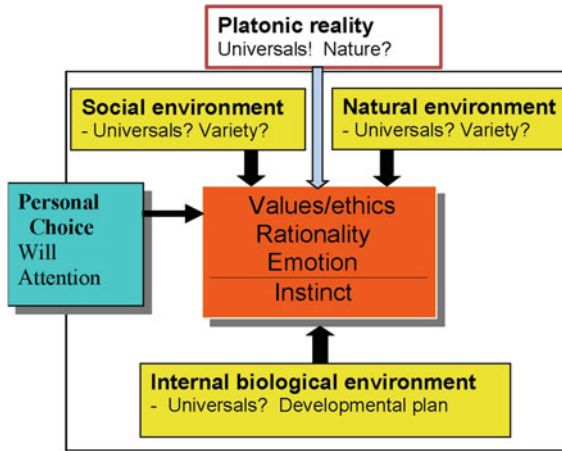 Platonic reality
Universals! Nature?
Social environment
- Universals? Variety?
Natural environment
- Universals? Variety?
Personal
Choice
Will
Attention
Values/ethics
Rationality
Emotion
Instinct
Internal biological environment
- Universals? Developmental plan